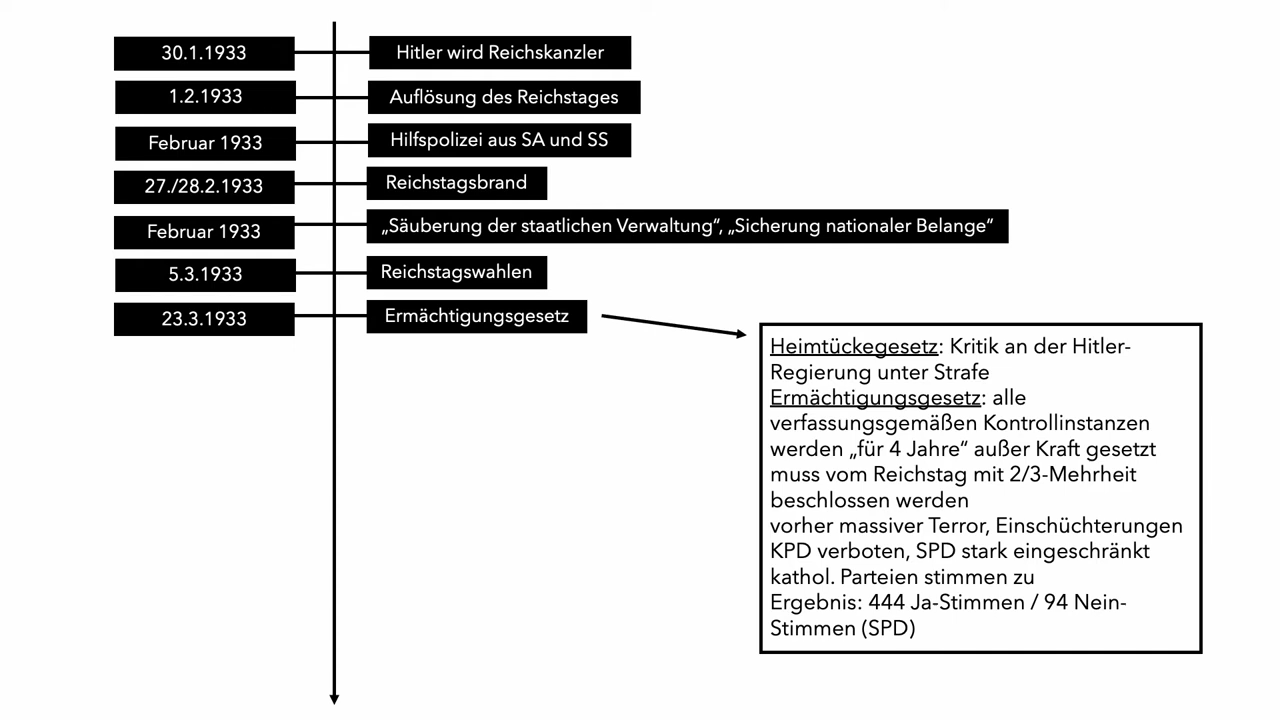 30.1.1933 Hitler wird Reichskanzler
1.2.1933 Auflösung des Reichstages
Februar 1933 Hilfspolizei aus SA und SS
27./28.2.1933 Reichstagsbrand
Februar 1933 „Säuberung der staatlichen Verwaltung“, „Sicherung nationaler Belange“
5.3.1933 Reichstagswahlen
23.3.1933 Ermächtigungsgesetz
Heimtückegesetz: Kritik an der Hitler-
Regierung unter Strafe
Ermächtigungsgesetz: alle
verfassungsgemäßen Kontrollinstanzen
werden „für 4 Jahre“ außer Kraft gesetzt
muss vom Reichstag mit 2/3-Mehrheit
beschlossen werden
vorher massiver Terror, Einschüchterungen
KPD verboten, SPD stark eingeschränkt
kathol. Parteien stimmen zu
Ergebnis: 444 Ja-Stimmen / 94 Nein-
Stimmen (SPD)